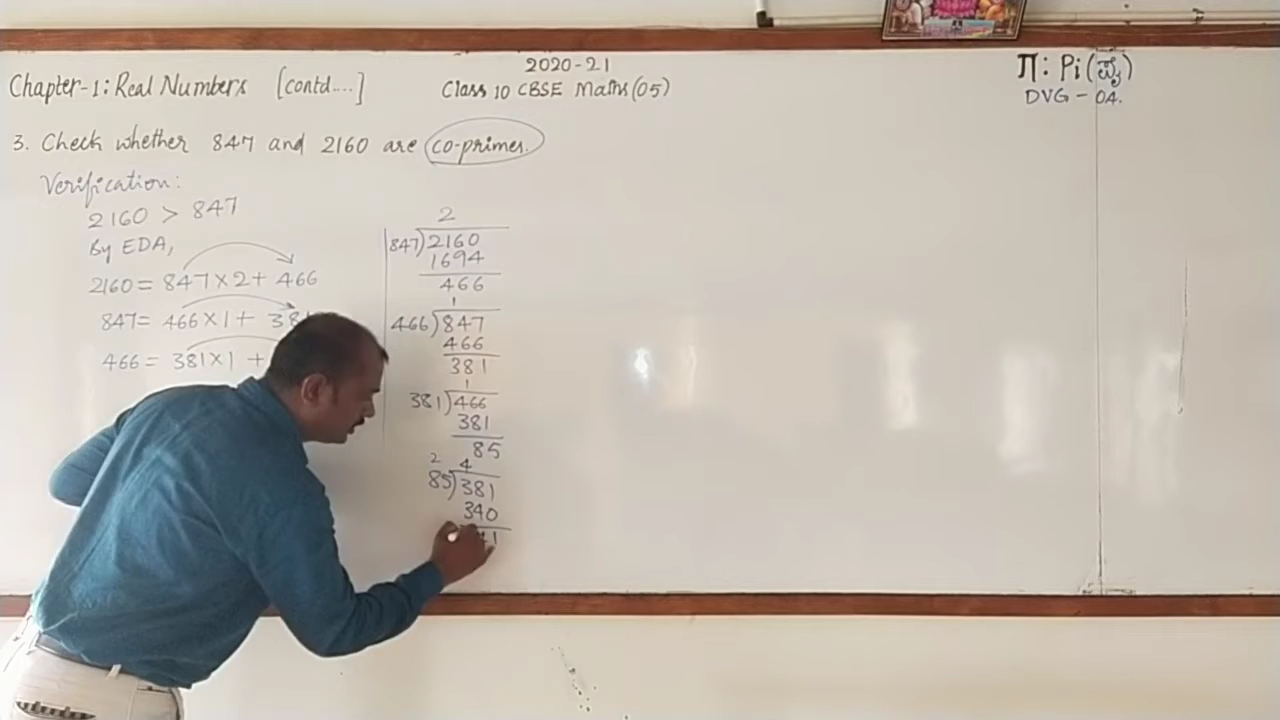 2020-21
Chapter-1: Real Numbers [contd....]
Class 10 CBSE Maths (05)
π: Pi (ಪೈ)
DVG - 04.
3. Check whether 847 and 2160 are co-primes.
Verification:
2160 > 847
By EDA,
2160 = 847 × 2 + 466
847 = 466 × 1 + 381
466 = 381 × 1 +
2
847)2160
1694
466
1
466)847
466
381
1
381)466
381
85
2 4
85)381
340
41